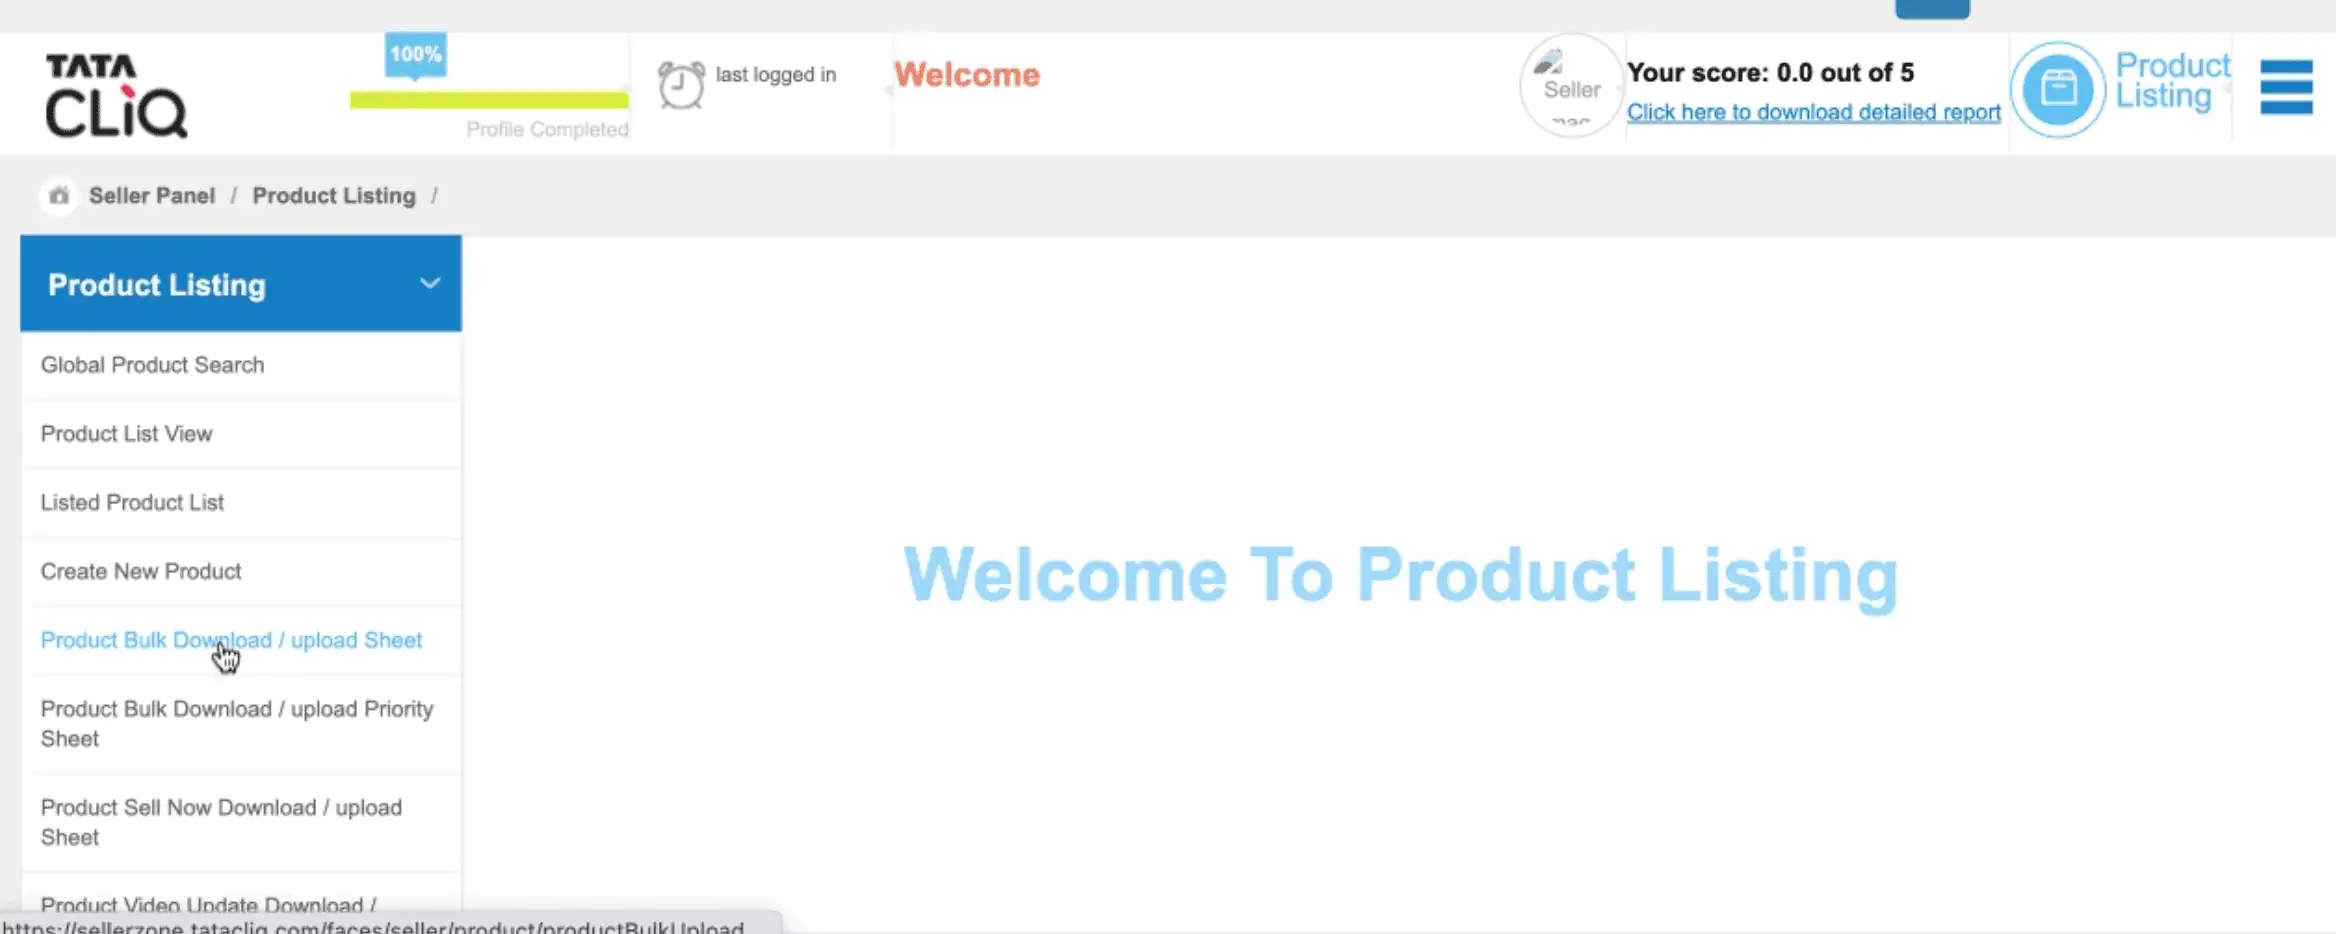 TATA
CLiQ
100%
Profile Completed
last logged in
Welcome
Seller
Your score: 0.0 out of 5
Click here to download detailed report
Product
Listing
Seller Panel / Product Listing /
Product Listing
Global Product Search
Product List View
Listed Product List
Create New Product
Product Bulk Download / upload Sheet
Product Bulk Download / upload Priority
Sheet
Product Sell Now Download / upload
Sheet
Product Video Update Download /
Welcome To Product Listing
https://sellerzone.tatacliq.com/faces/seller/product/productBulkUpload